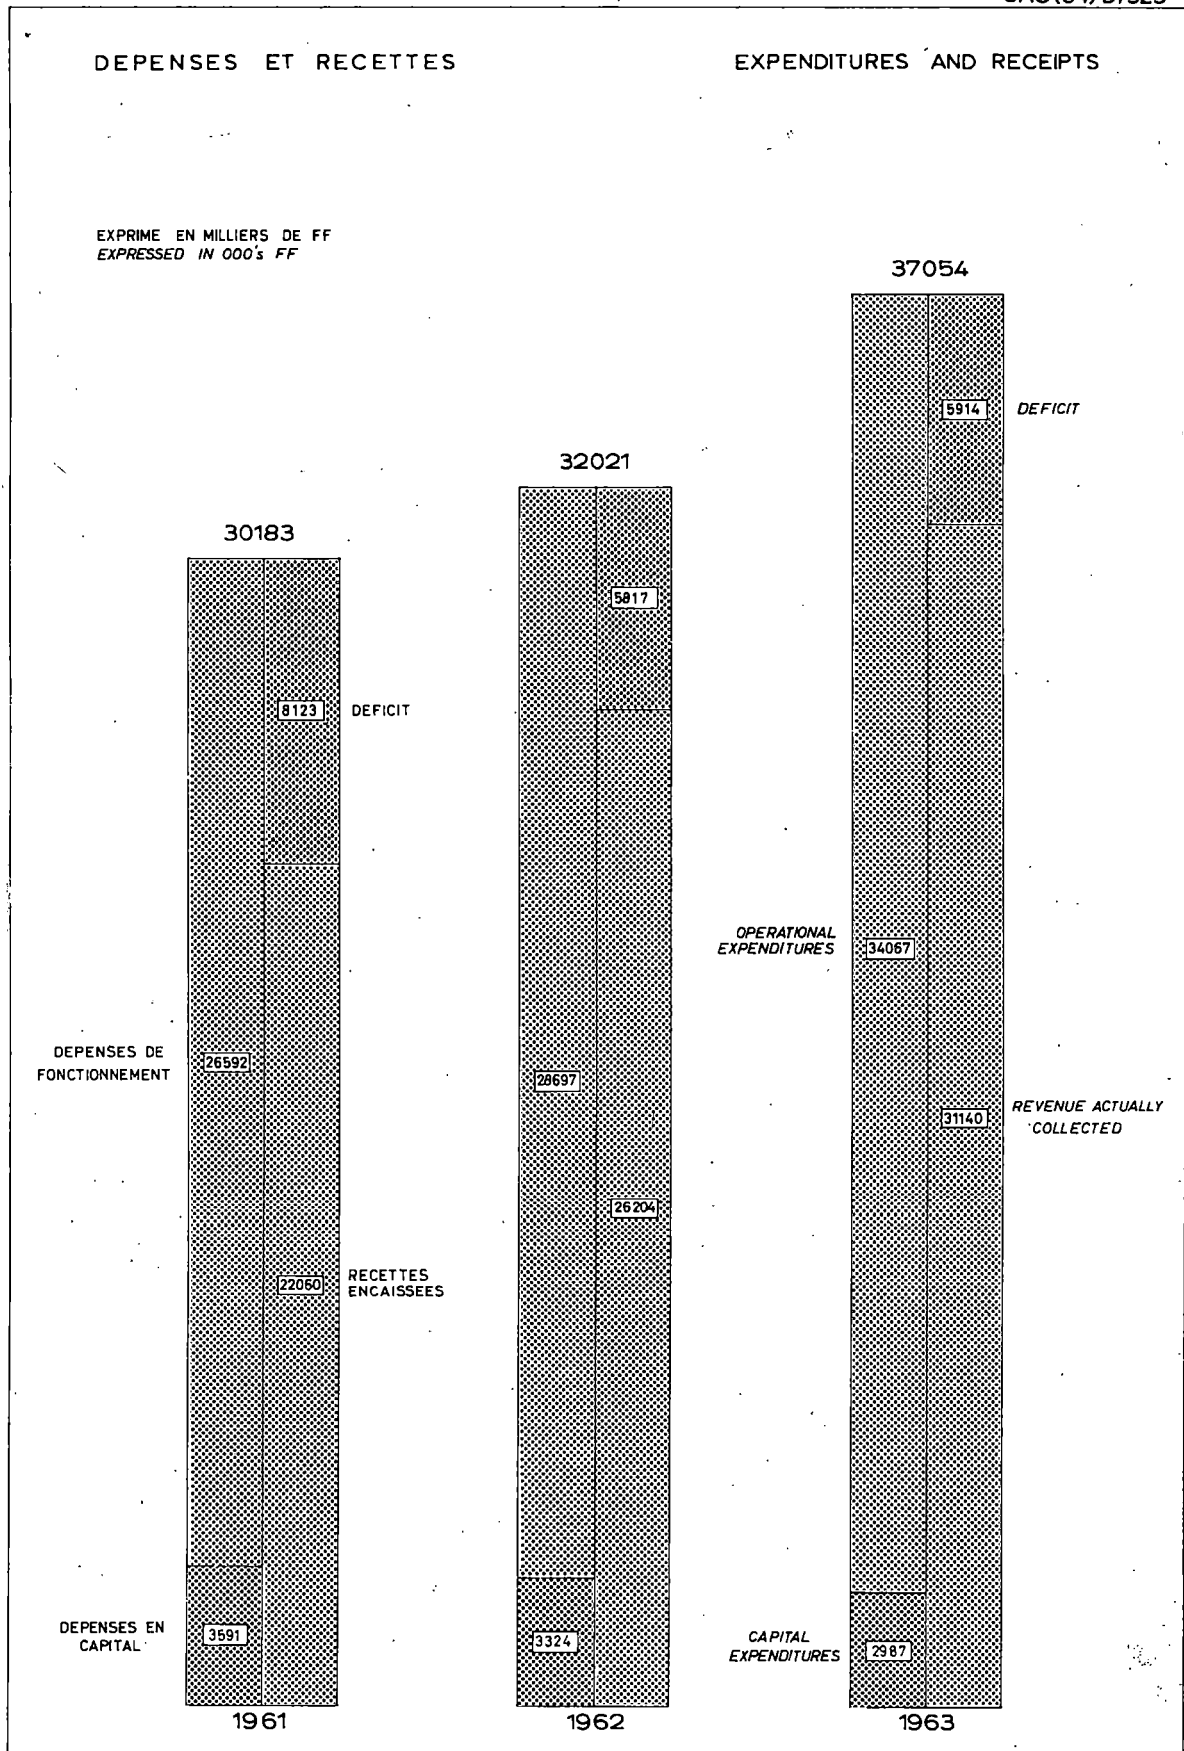 DEPENSES ET RECETTES
EXPENDITURES AND RECEIPTS
EXPRIME EN MILLIERS DE FF
EXPRESSED IN 000's FF
37054
5914
DEFICIT
32021
5817
30183
8123
DEFICIT
OPERATIONAL
EXPENDITURES
34067
DEPENSES DE
FONCTIONNEMENT
26592
28697
31140
REVENUE ACTUALLY
COLLECTED
26204
22060
RECETTES
ENCAISSEES
DEPENSES EN
CAPITAL
3591
3324
CAPITAL
EXPENDITURES
2987
1961
1962
1963